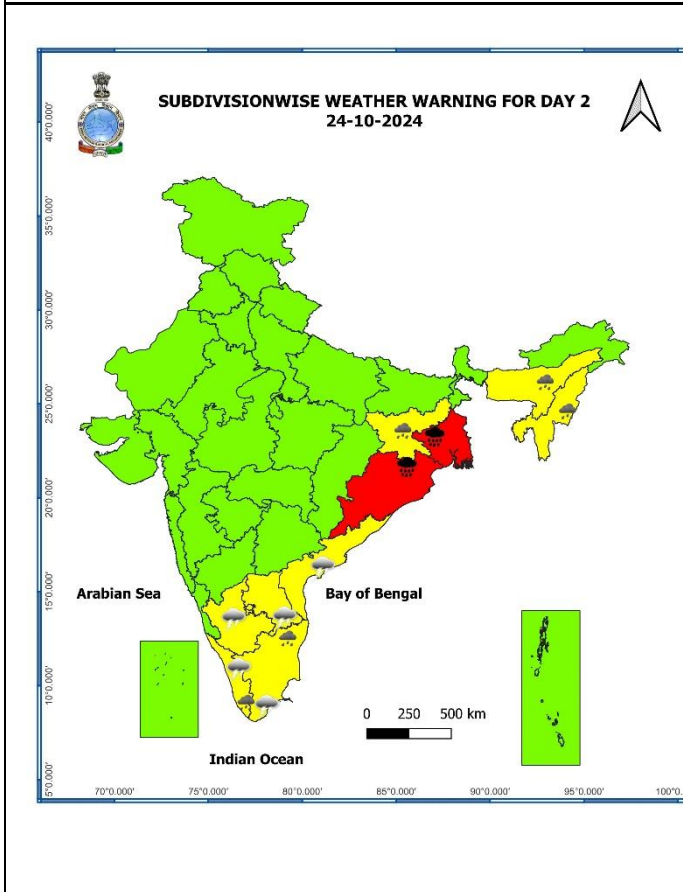 SUBDIVISIONWISE WEATHER WARNING FOR DAY 2
24-10-2024
40°0.000'
35°0.000'
30°0.000'
25°0.000'
20°0.000'
15°0.000'
10°0.000'
5°0.000'
Arabian Sea
Bay of Bengal
0 250 500 km
Indian Ocean
70°0.000' 75°0.000' 80°0.000' 85°0.000' 90°0.000' 95°0.000' 100°0.